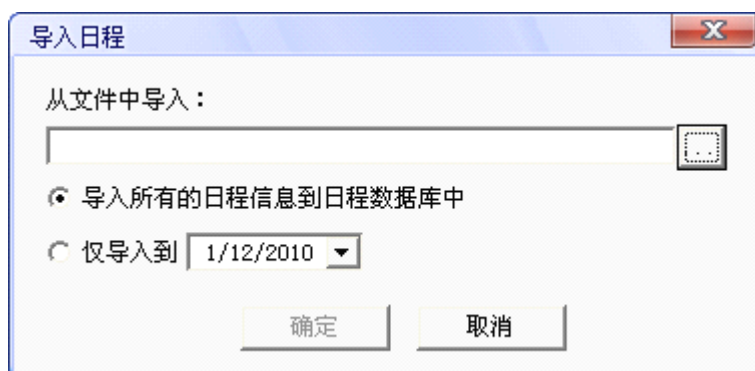 导入日程
从文件中导入：
..
导入所有的日程信息到日程数据库中
仅导入到 1/12/2010
确定 取消